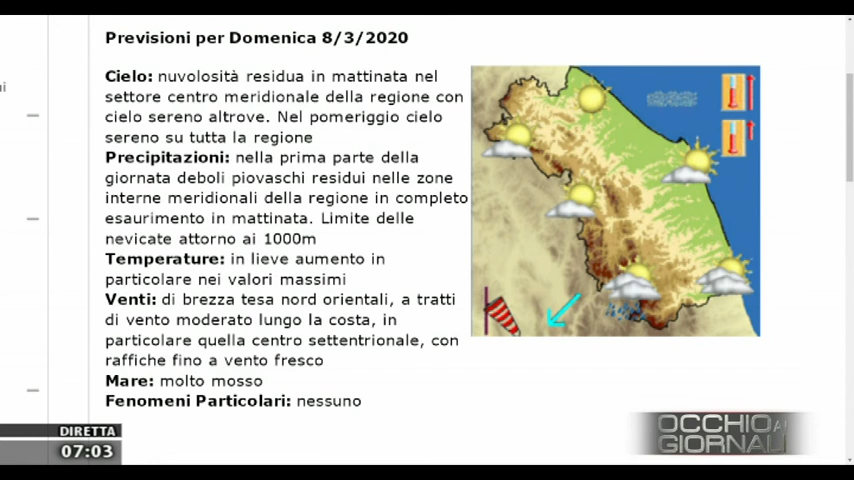 Previsioni per Domenica 8/3/2020
Cielo: nuvolosità residua in mattinata nel
settore centro meridionale della regione con
cielo sereno altrove. Nel pomeriggio cielo
sereno su tutta la regione
Precipitazioni: nella prima parte della
giornata deboli piovaschi residui nelle zone
interne meridionali della regione in completo
esaurimento in mattinata. Limite delle
nevicate attorno ai 1000m
Temperature: in lieve aumento in
particolare nei valori massimi
Venti: di brezza tesa nord orientali, a tratti
di vento moderato lungo la costa, in
particolare quella centro settentrionale, con
raffiche fino a vento fresco
Mare: molto mosso
Fenomeni Particolari: nessuno
DIRETTA
07:03
OCCHIO AI
GIORNALI